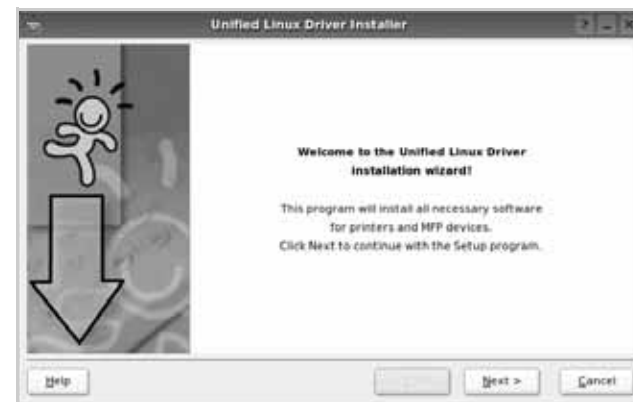 Unified Linux Driver Installer
Welcome to the Unified Linux Driver
installation wizard!
This program will install all necessary software
for printers and MFP devices.
Click Next to continue with the Setup program.
Help
Next >
Cancel